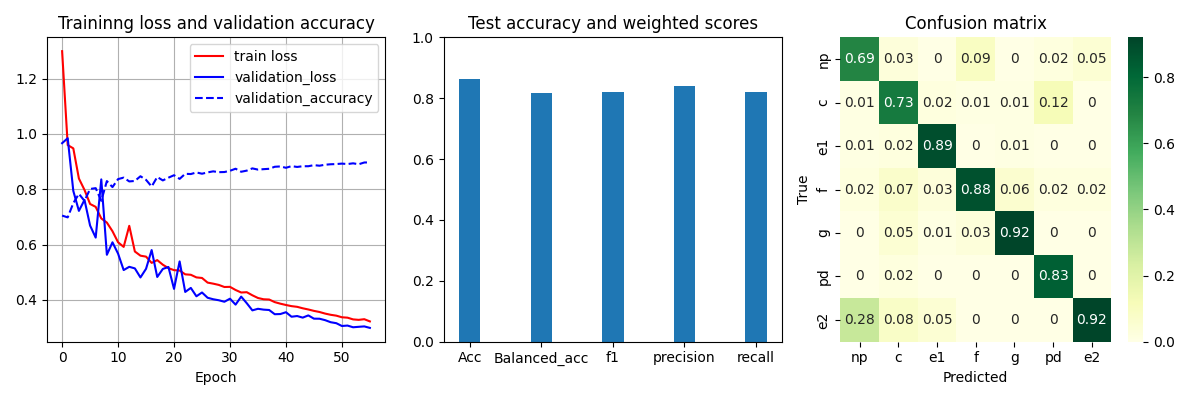 Traininng loss and validation accuracy
train loss
validation_loss
validation_accuracy
1.2
1.0
0.8
0.6
0.4
0 10 20 30 40 50
Epoch
Test accuracy and weighted scores
1.0
0.8
0.6
0.4
0.2
0.0
Acc Balanced_acc f1 precision recall
Confusion matrix
True
np 0.69 0.03 0 0.09 0 0.02 0.05
c 0.01 0.73 0.02 0.01 0.01 0.12 0
e1 0.01 0.02 0.89 0 0.01 0 0
f 0.02 0.07 0.03 0.88 0.06 0.02 0.02
g 0 0.05 0.01 0.03 0.92 0 0
pd 0 0.02 0 0 0 0.83 0
e2 0.28 0.08 0.05 0 0 0 0.92
np c e1 f g pd e2
Predicted
0.8
0.6
0.4
0.2
0.0